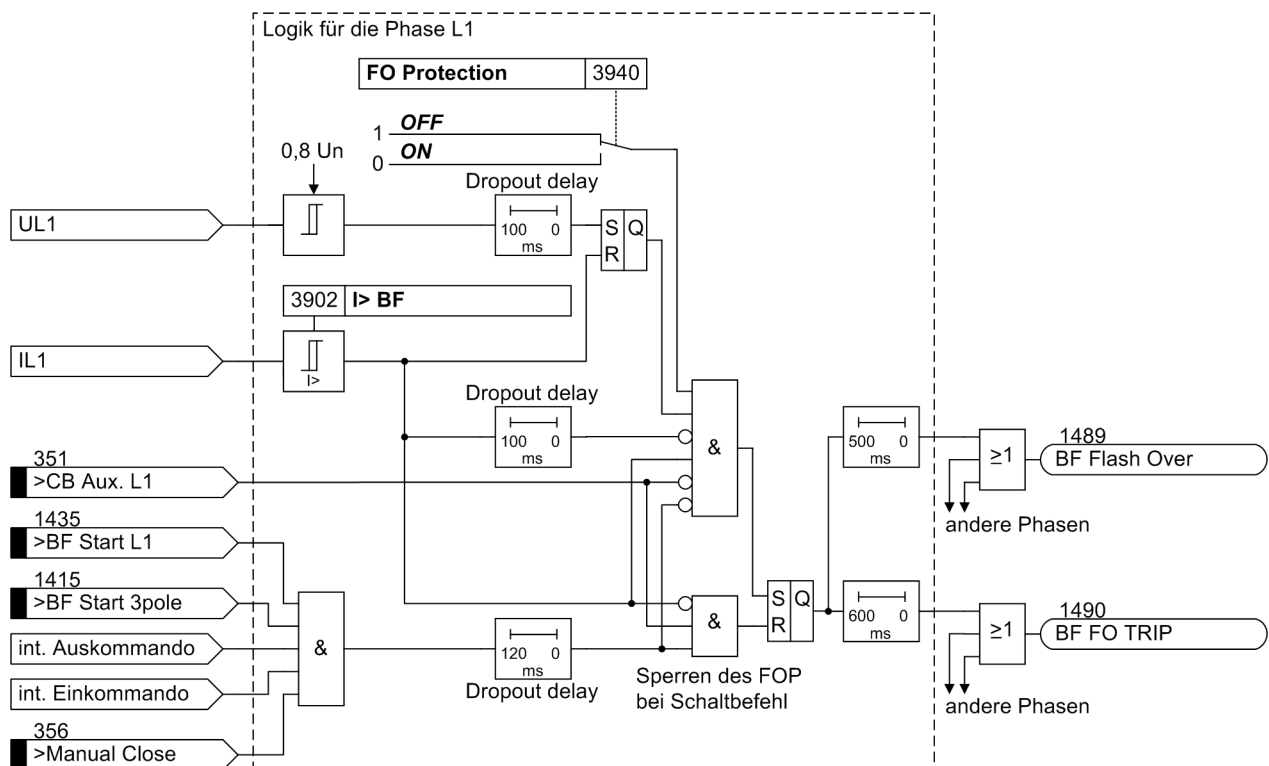 Logik für die Phase L1
FO Protection 3940
1 OFF
0 ON
0,8 Un
Dropout delay
UL1
100 0
ms
S Q
R
3902 I> BF
IL1
I>
Dropout delay
100 0
ms
&
500 0
ms
≥1
1489
BF Flash Over
andere Phasen
351
>CB Aux. L1
1435
>BF Start L1
1415
>BF Start 3pole
int. Auskommando
int. Einkommando
356
>Manual Close
&
120 0
ms
Dropout delay
&
Sperren des FOP
bei Schaltbefehl
S Q
R
600 0
ms
≥1
1490
BF FO TRIP
andere Phasen